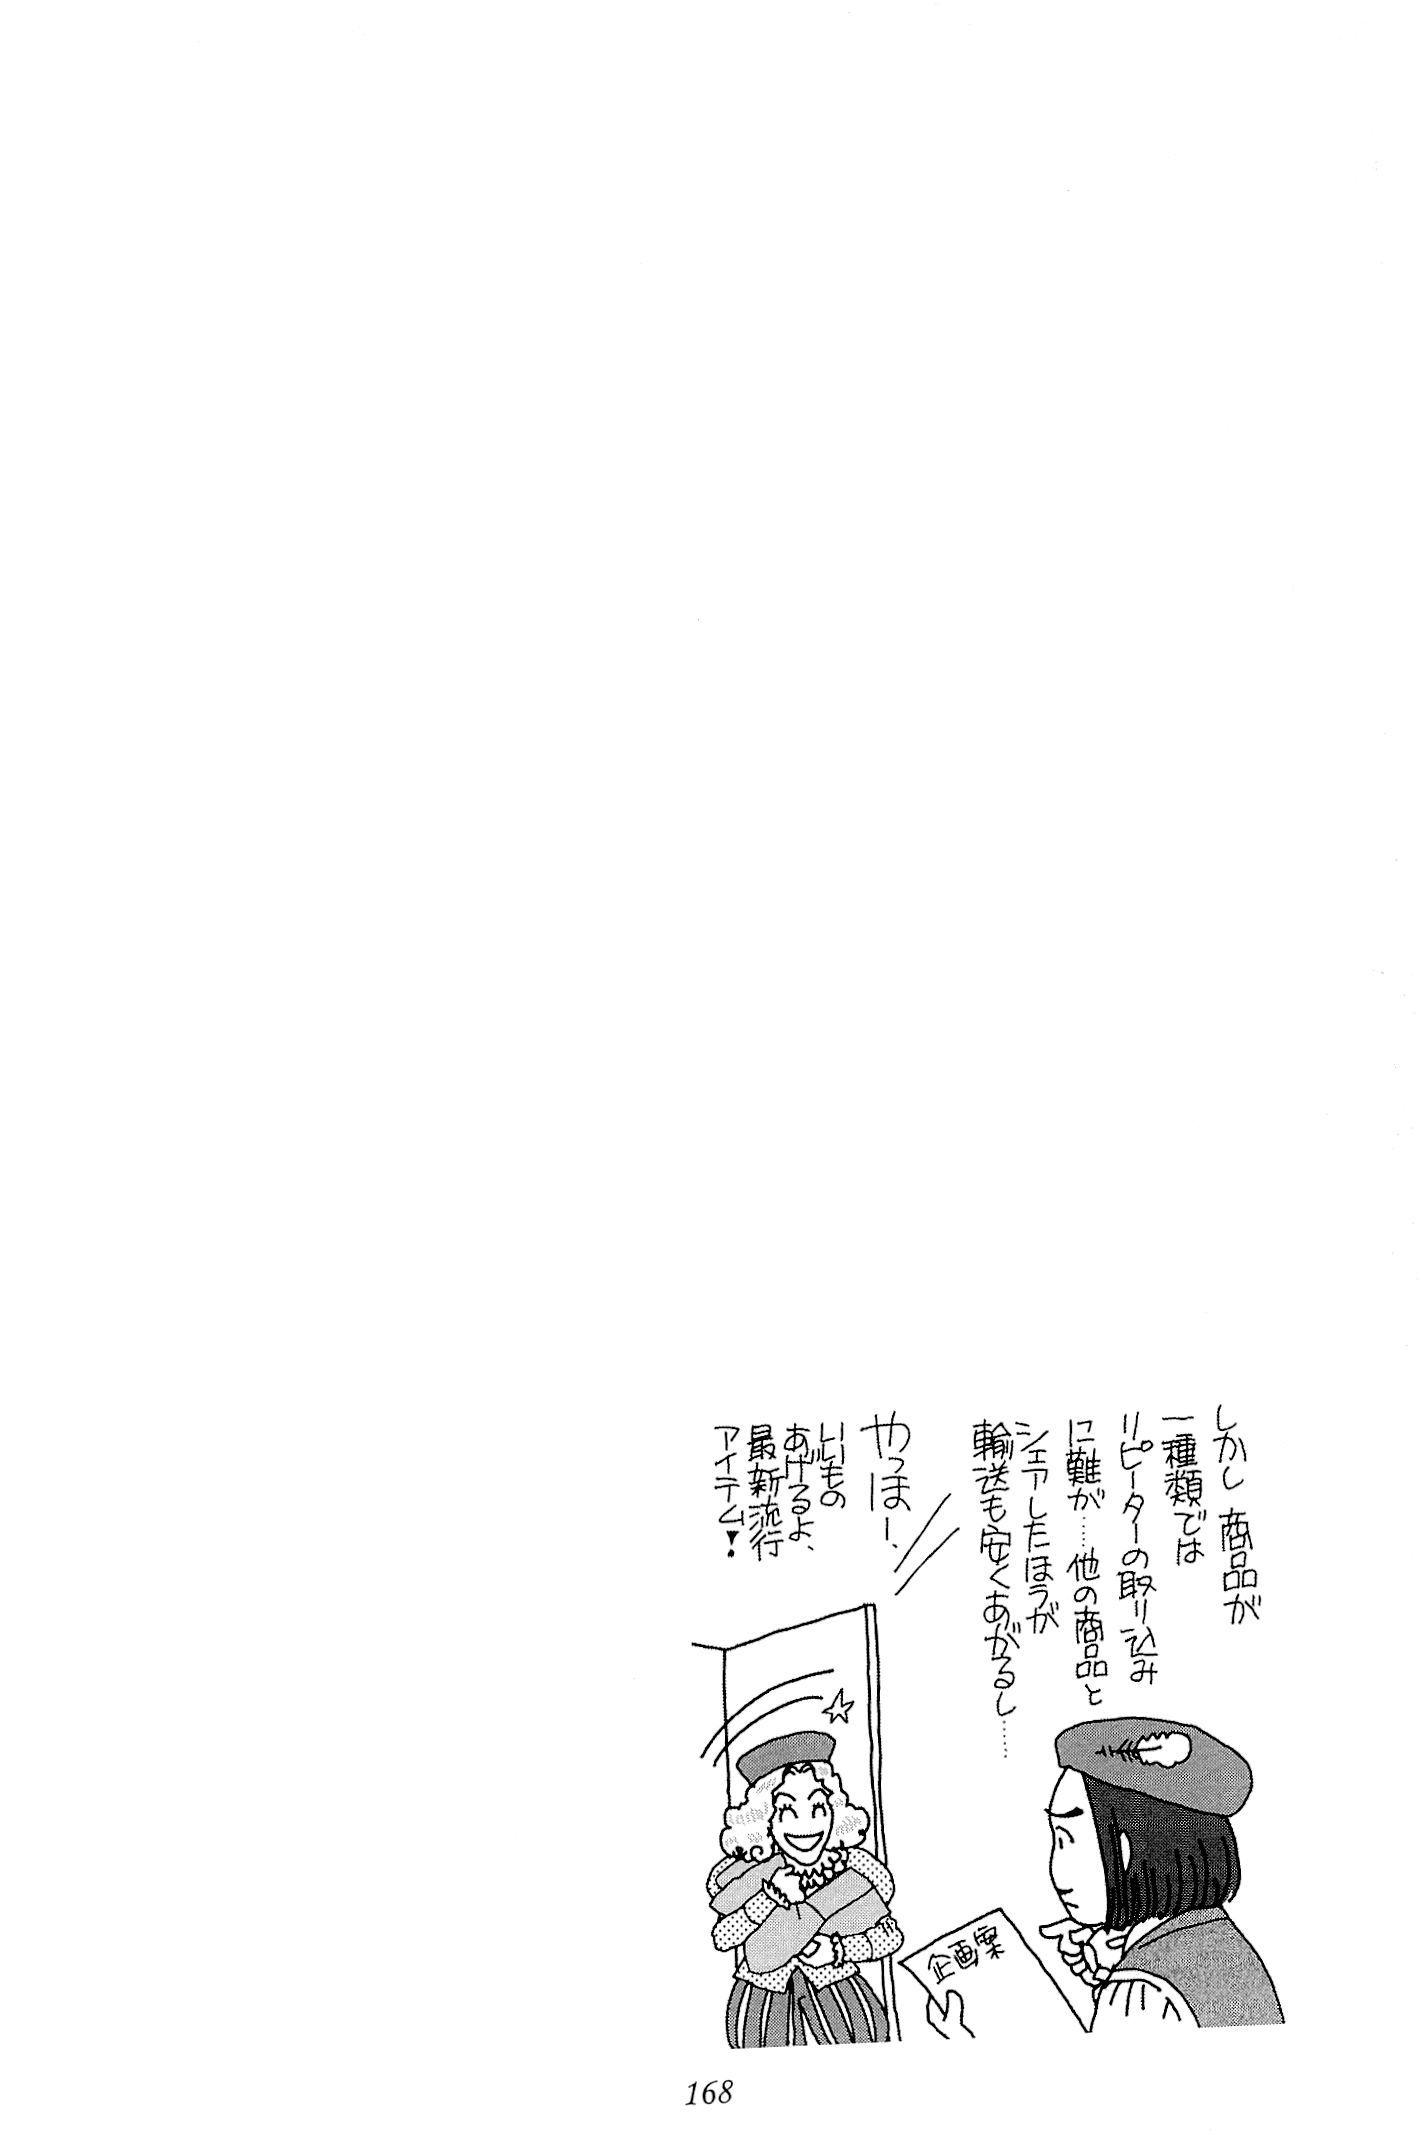 しかし 商品が
一種類では
リピーターの取り込み
に難が……他の商品と
シェアしたほうが
輸送も安くあがるし……
やっほー、
いいもの
あげるよ、
最新流行
アイテム♥
企画案
168